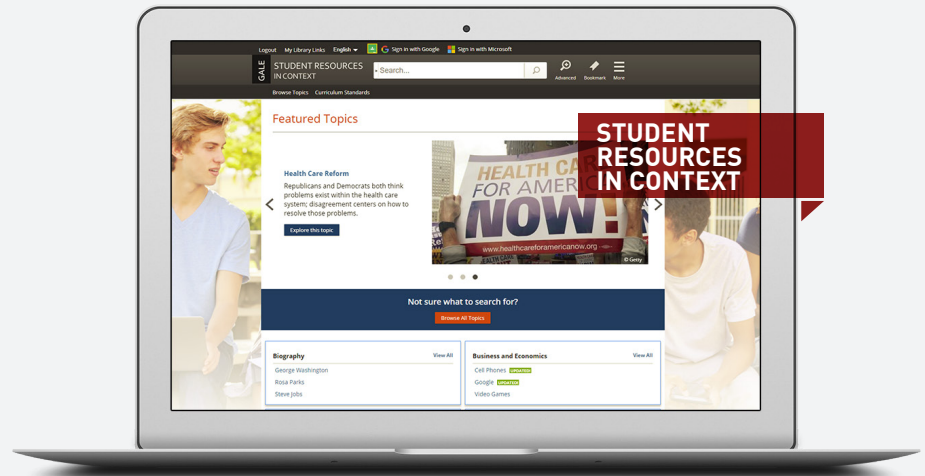 Logout My Library Links English Sign in with Google Sign in with Microsoft
GALE
STUDENT RESOURCES
IN CONTEXT
Search...
Advanced Bookmark More
Browse Topics Curriculum Standards
Featured Topics
STUDENT
RESOURCES
IN CONTEXT
Health Care Reform
Republicans and Democrats both think
problems exist within the health care
system; disagreement centers on how to
resolve those problems.
Explore this topic
HEALTH CAR
FOR AMERIC
NOW!
www.healthcareforamericanow.org
© Getty
Not sure what to search for?
Browse All Topics
Biography View All
George Washington
Rosa Parks
Steve Jobs
Business and Economics View All
Cell Phones UPDATED
Google UPDATED
Video Games